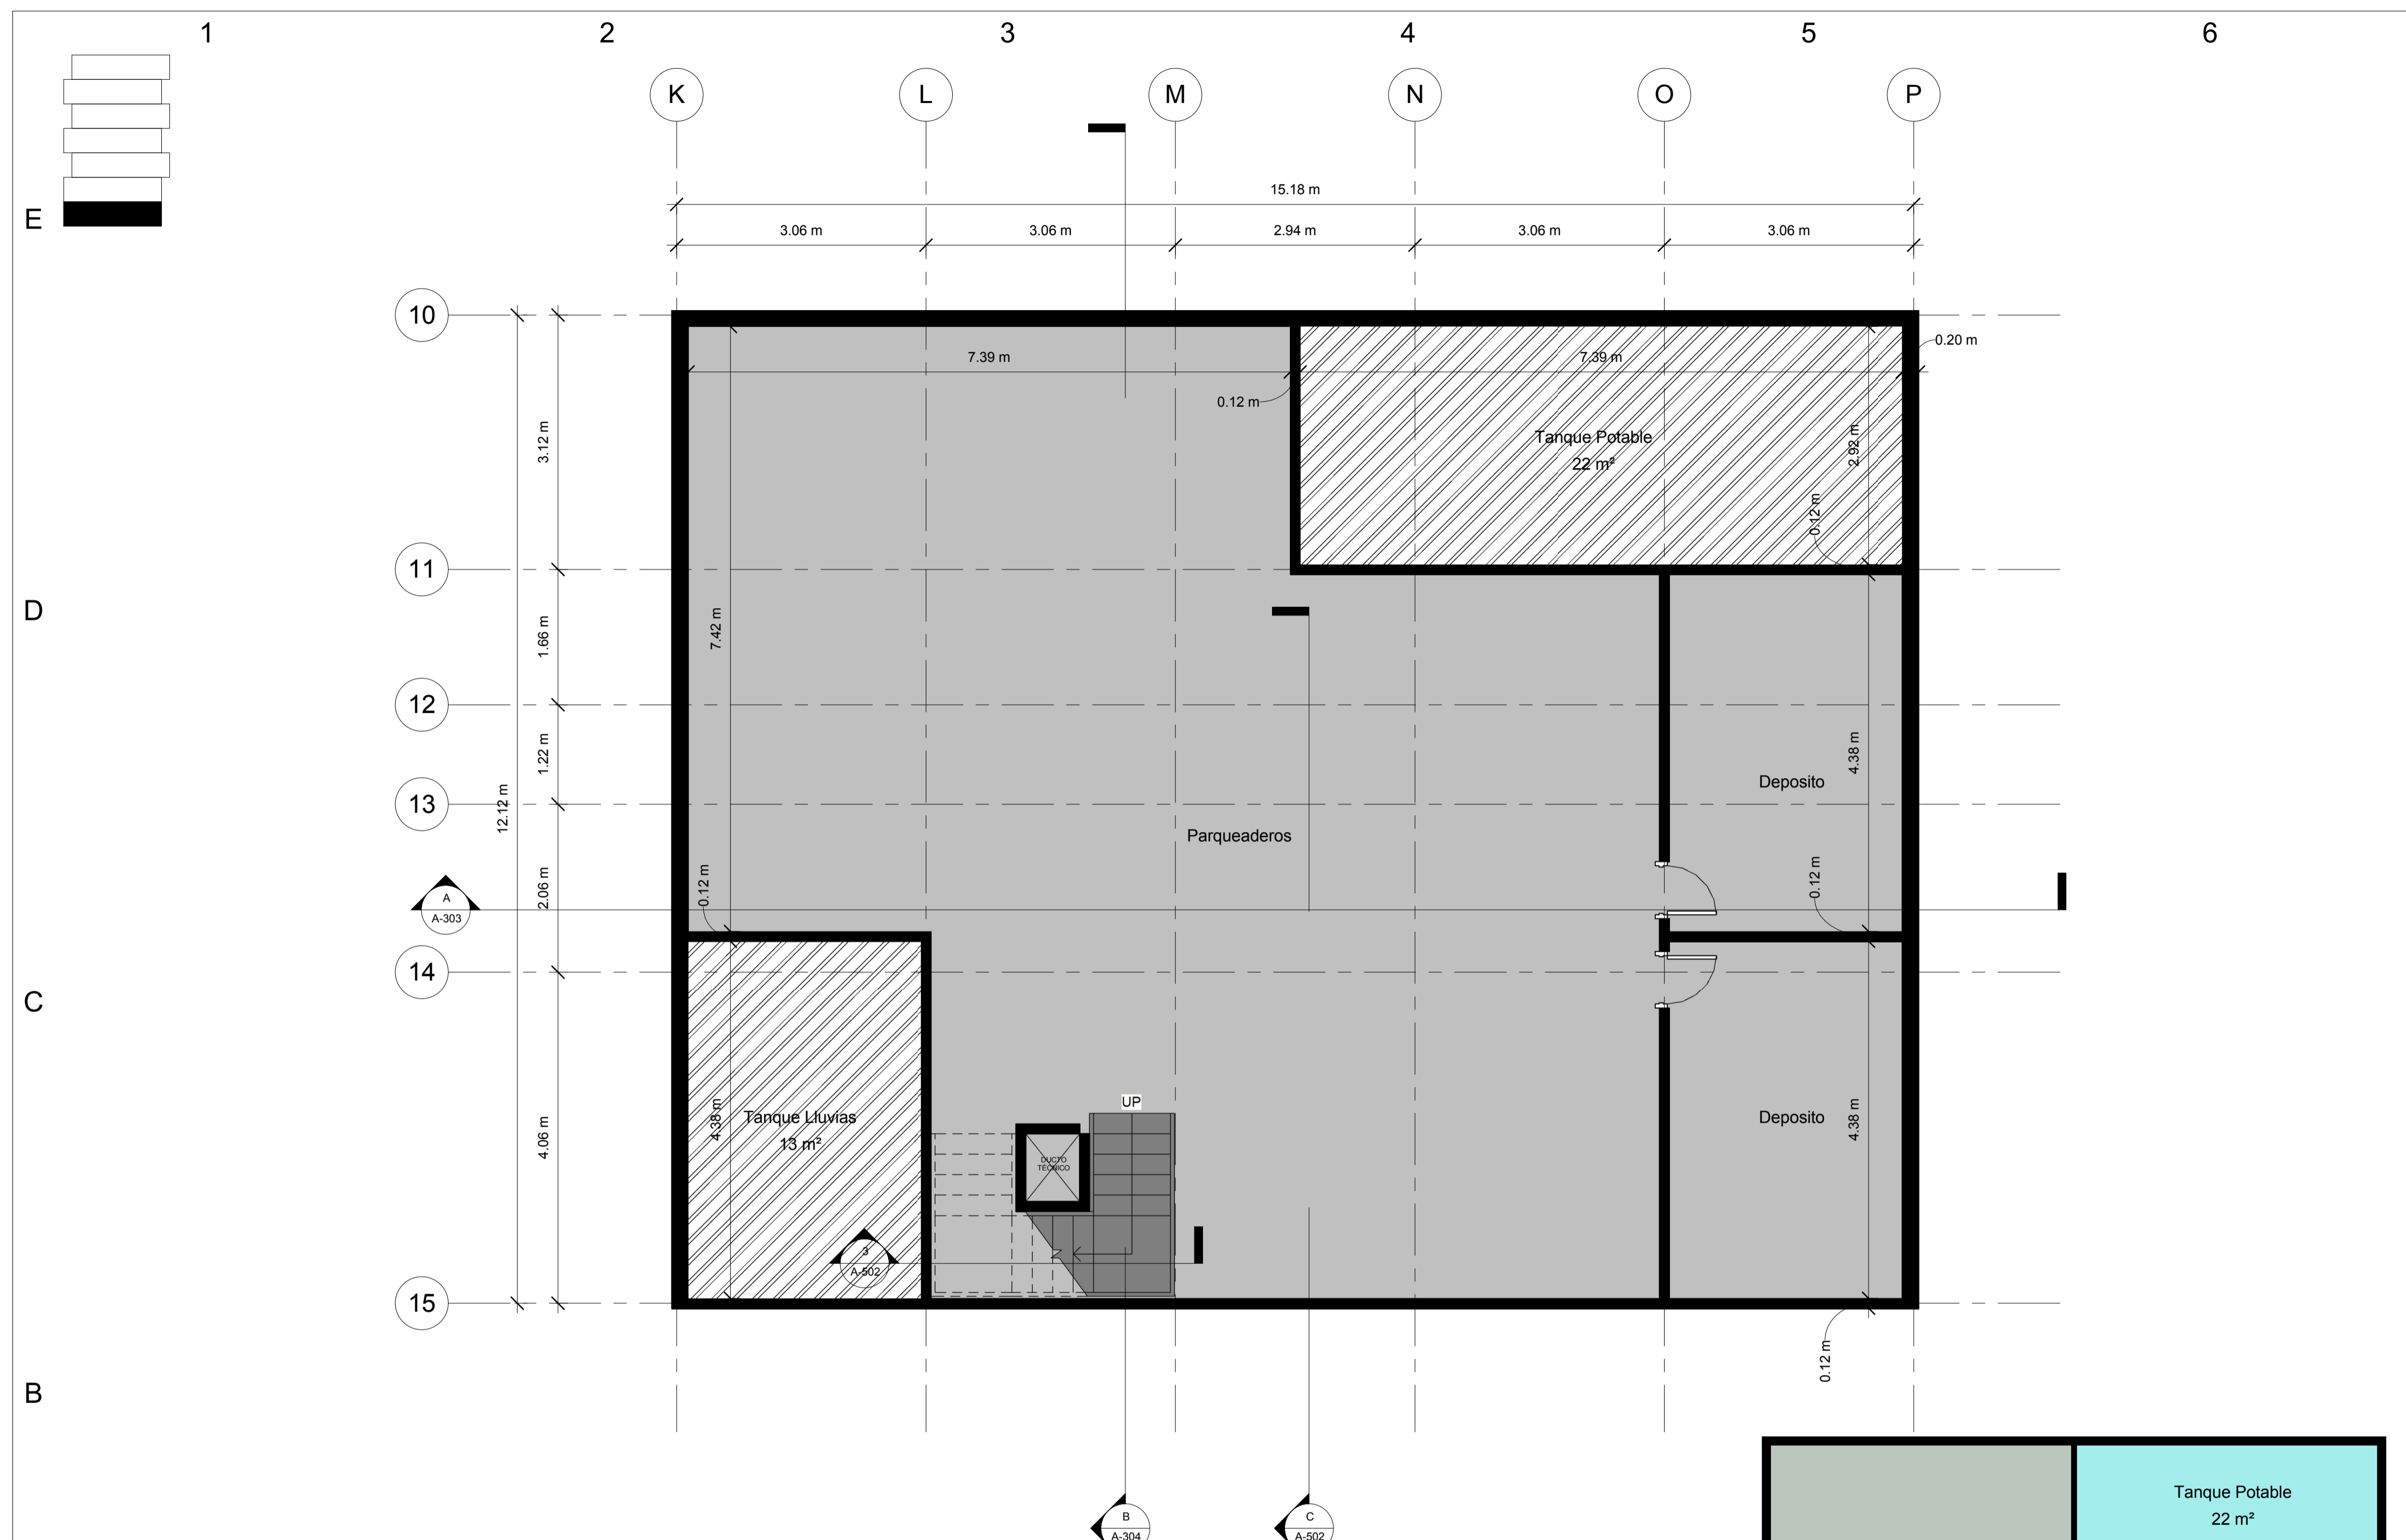 1 2 3 4 5 6
K L M N O P
E
15.18 m
3.06 m 3.06 m 2.94 m 3.06 m 3.06 m
10
0.20 m
7.39 m 7.39 m
0.12 m
3.12 m
Tanque Potable
22 m²
2.92 m
0.12 m
11
D
1.66 m
7.42 m
12
1.22 m
4.38 m
Deposito
13
12.12 m
Parqueaderos
2.06 m
0.12 m
0.12 m
A
A-303
14
C
UP
4.06 m
4.38 m
Tanque Lluvias
13 m²
DUCTO
TÉCNICO
Deposito
4.38 m
3
A-502
15
0.12 m
B
Tanque Potable
22 m²
B
A-304
C
A-502